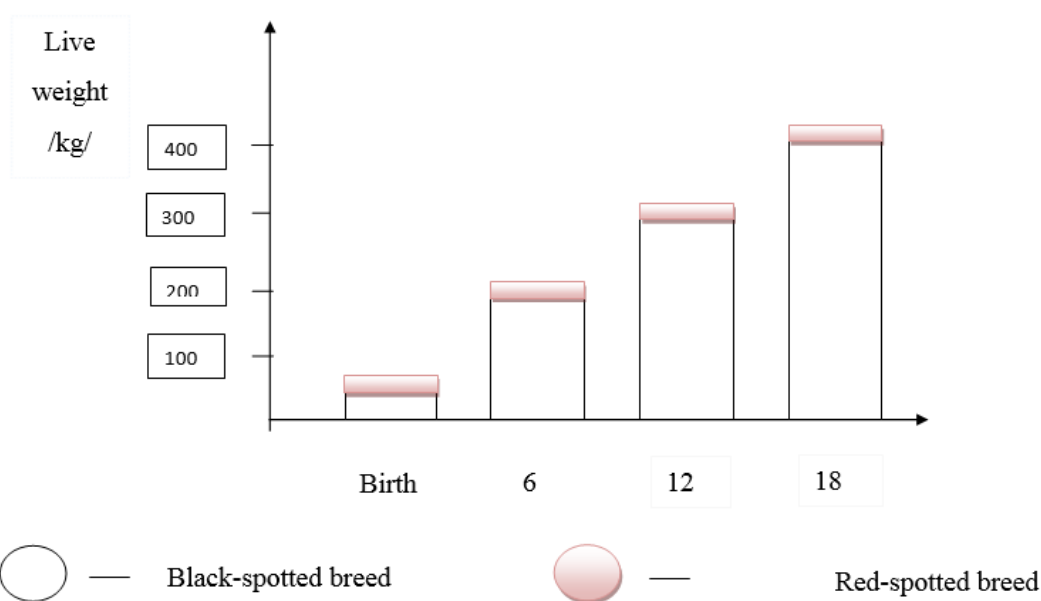 Live
weight
/kg/
400
300
200
100
Birth 6 12 18
Black-spotted breed Red-spotted breed